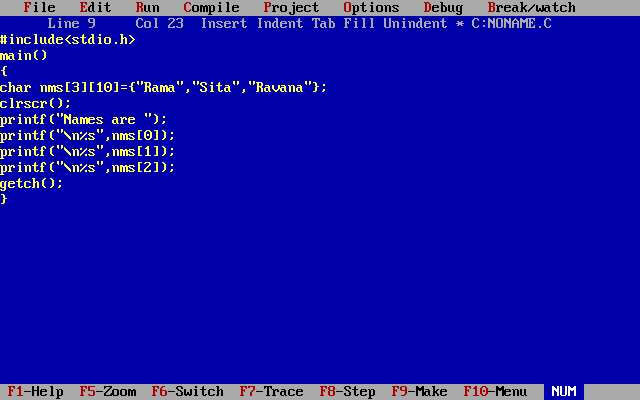 File Edit Run Compile Project Options Debug Break/watch
Line 9 Col 23 Insert Indent Tab Fill Unindent * C:NONAME.C
#include<stdio.h>
main()
{
char nms[3][10]={"Rama","Sita","Ravana"};
clrscr();
printf("Names are ");
printf("\n%s",nms[0]);
printf("\n%s",nms[1]);
printf("\n%s",nms[2]);
getch();
}
F1-Help F5-Zoom F6-Switch F7-Trace F8-Step F9-Make F10-Menu NUM